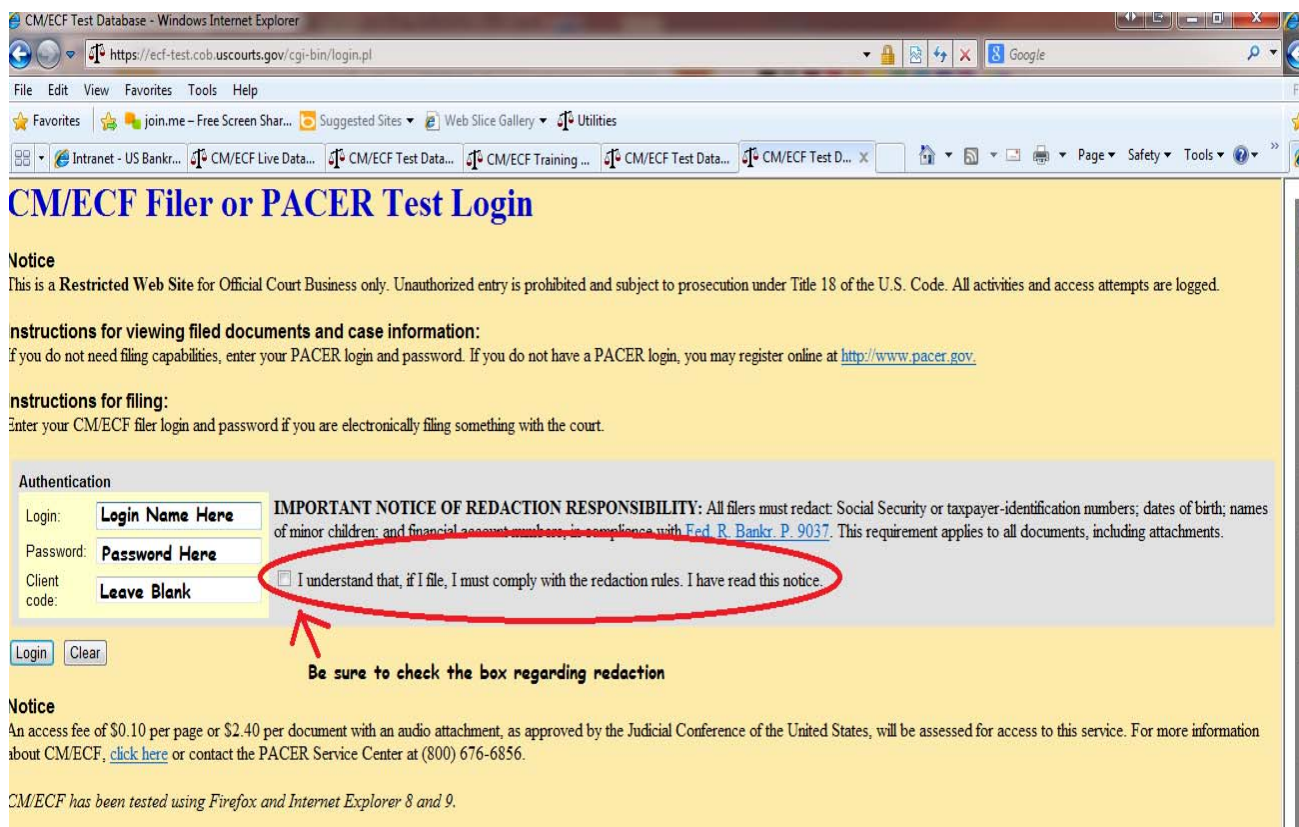 CM/ECF Test Database - Windows Internet Explorer
https://ecf-test.cob.uscourts.gov/cgi-bin/login.pl
Google
File Edit View Favorites Tools Help
Favorites join.me – Free Screen Shar... Suggested Sites Web Slice Gallery Utilities
Intranet - US Bankr... CM/ECF Live Data... CM/ECF Test Data... CM/ECF Training ... CM/ECF Test Data... CM/ECF Test D... Page Safety Tools
CM/ECF Filer or PACER Test Login
Notice
This is a Restricted Web Site for Official Court Business only. Unauthorized entry is prohibited and subject to prosecution under Title 18 of the U.S. Code. All activities and access attempts are logged.
Instructions for viewing filed documents and case information:
If you do not need filing capabilities, enter your PACER login and password. If you do not have a PACER login, you may register online at http://www.pacer.gov.
Instructions for filing:
Enter your CM/ECF filer login and password if you are electronically filing something with the court.
Authentication
Login: Login Name Here
Password: Password Here
Client code: Leave Blank
IMPORTANT NOTICE OF REDACTION RESPONSIBILITY: All filers must redact: Social Security or taxpayer-identification numbers; dates of birth; names
of minor children; and financial account numbers, in compliance with Fed. R. Bankr. P. 9037. This requirement applies to all documents, including attachments.
I understand that, if I file, I must comply with the redaction rules. I have read this notice.
Login Clear
Be sure to check the box regarding redaction
Notice
An access fee of $0.10 per page or $2.40 per document with an audio attachment, as approved by the Judicial Conference of the United States, will be assessed for access to this service. For more information
about CM/ECF, click here or contact the PACER Service Center at (800) 676-6856.
CM/ECF has been tested using Firefox and Internet Explorer 8 and 9.